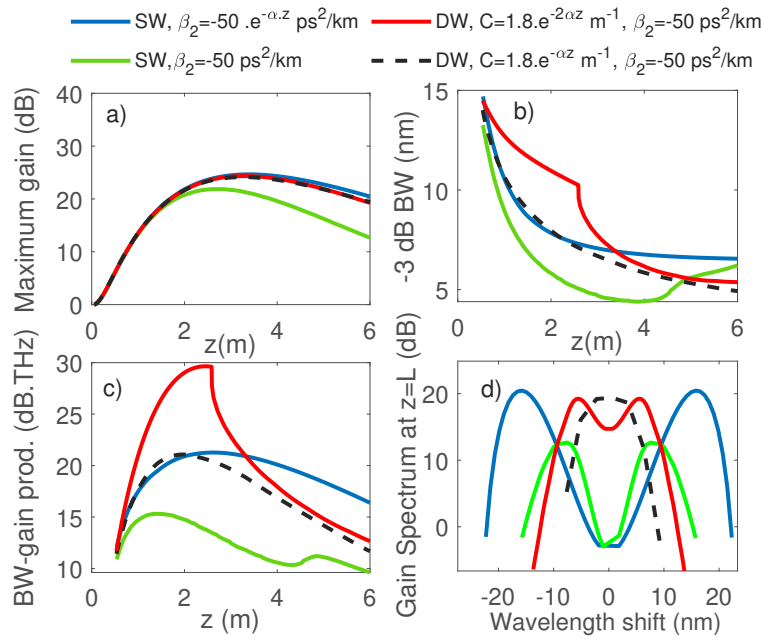 SW, β₂=-50 .e^-α.z ps²/km
DW, C=1.8.e^-2αz m⁻¹, β₂=-50 ps²/km
SW,β₂=-50 ps²/km
DW, C=1.8.e^-αz m⁻¹, β₂=-50 ps²/km
a)
Maximum gain (dB)
40
30
20
10
0
0 2 4 6
z(m)
b)
-3 dB BW (nm)
15
10
5
0 2 4 6
z(m)
c)
BW-gain prod. (dB.THz)
30
25
20
15
10
0 2 4 6
z (m)
d)
Gain Spectrum at z=L (dB)
20
10
0
-20 -10 0 10 20
Wavelength shift (nm)